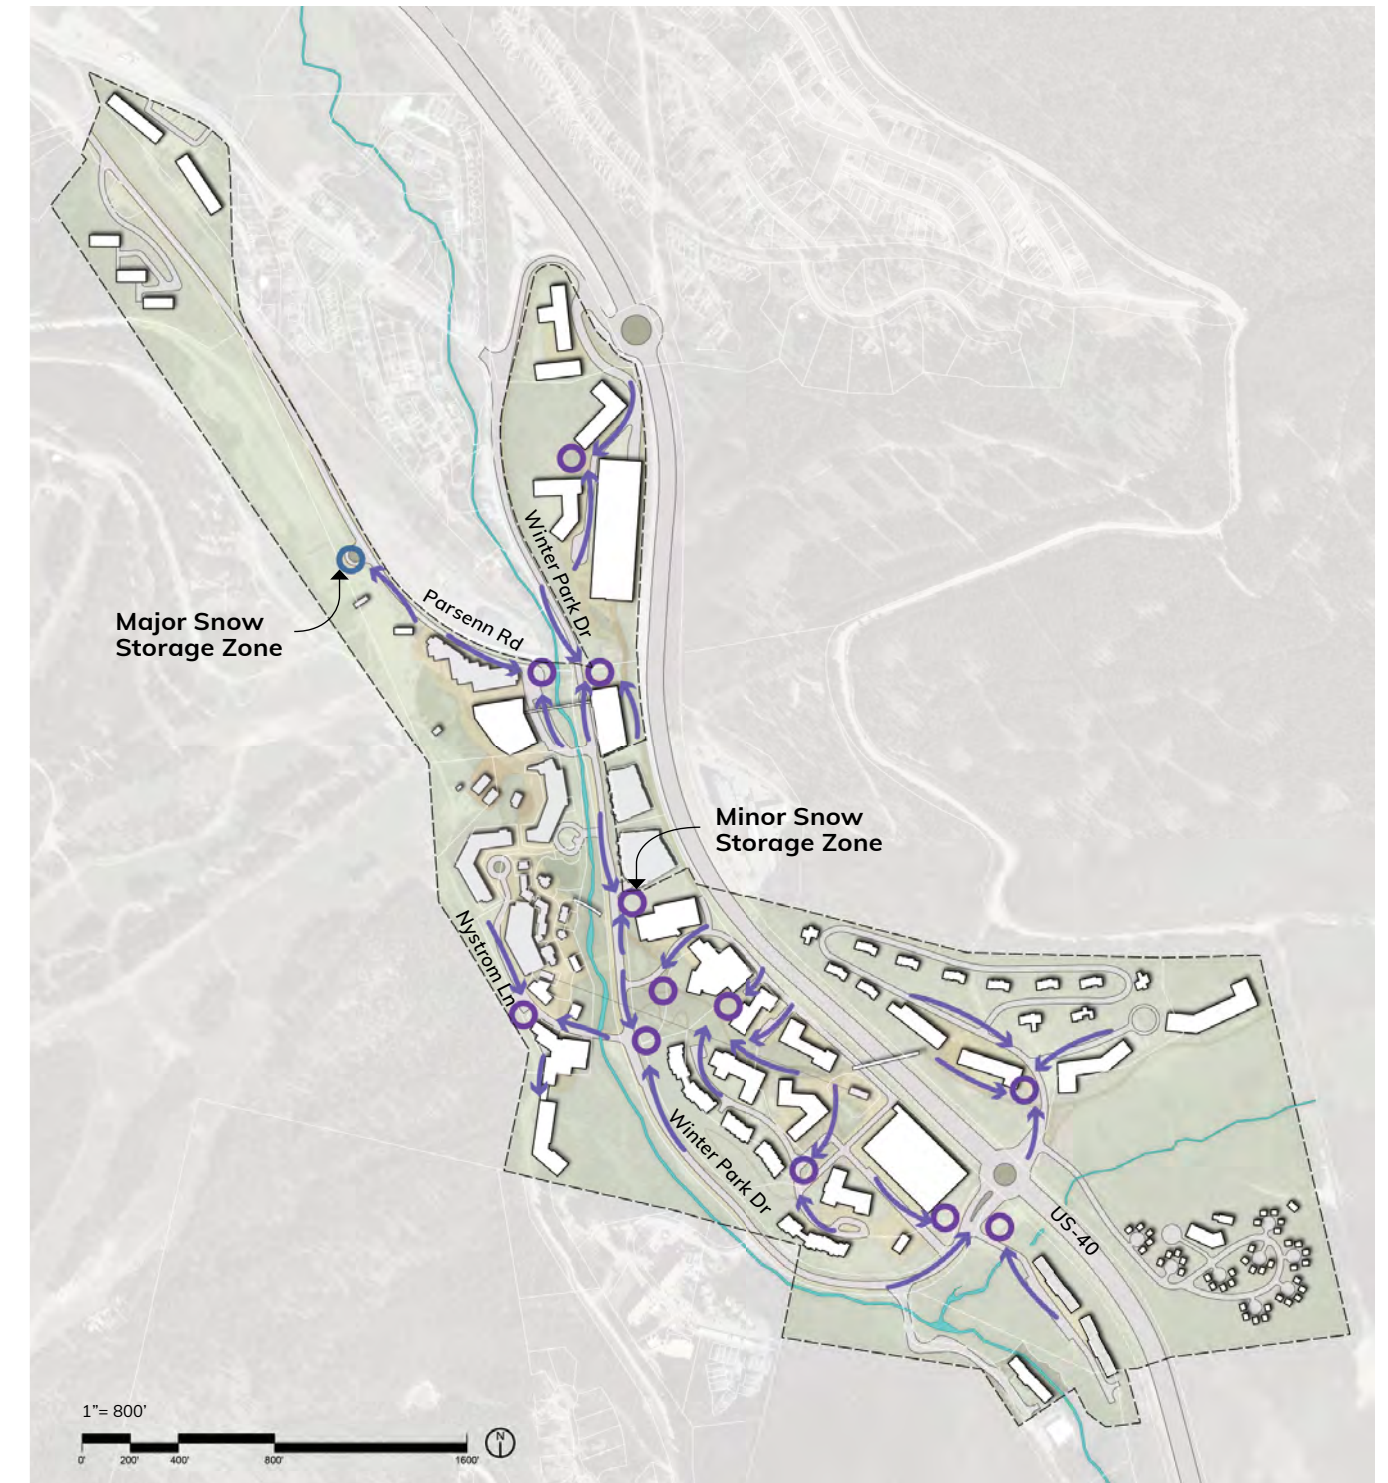 Winter Park Dr
Parsenn Rd
Major Snow
Storage Zone
Minor Snow
Storage Zone
Nystrom Ln
Winter Park Dr
US-40
1”= 800’
N
0' 200' 400' 800' 1600'